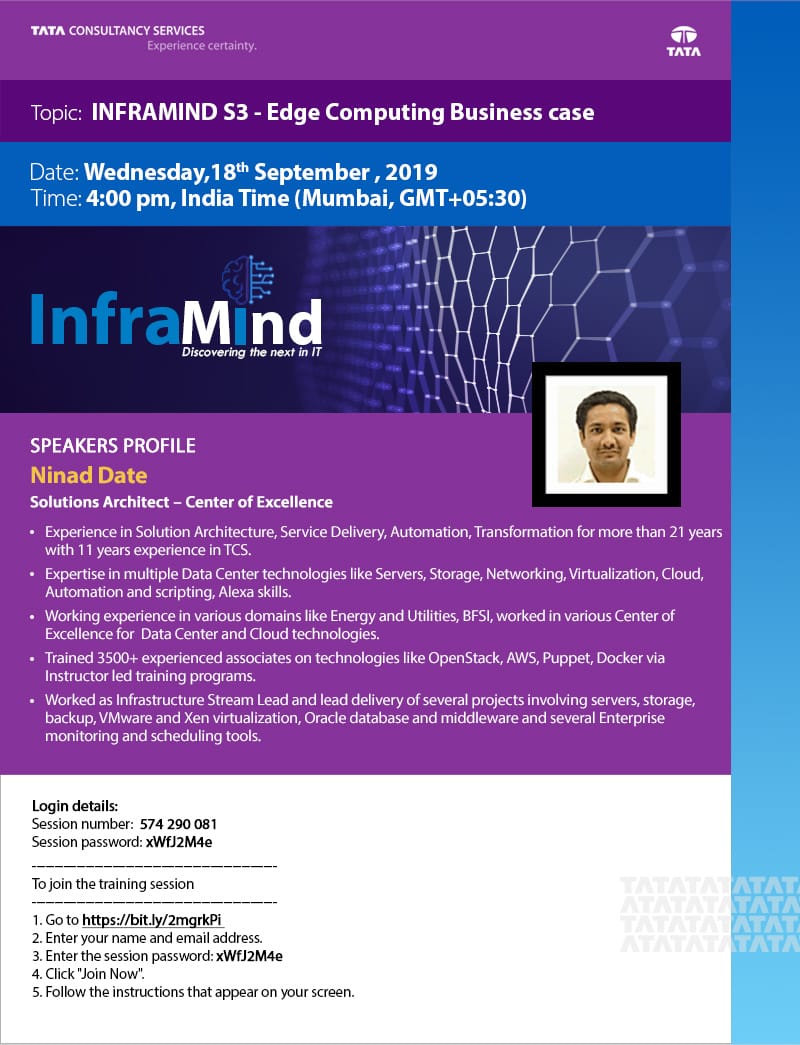 TATA CONSULTANCY SERVICES
Experience certainty.
TATA
Topic: INFRAMIND S3 - Edge Computing Business case
Date: Wednesday,18th September , 2019
Time: 4:00 pm, India Time (Mumbai, GMT+05:30)
InfraMind
Discovering the next in IT
SPEAKERS PROFILE
Ninad Date
Solutions Architect – Center of Excellence
• Experience in Solution Architecture, Service Delivery, Automation, Transformation for more than 21 years
with 11 years experience in TCS.
• Expertise in multiple Data Center technologies like Servers, Storage, Networking, Virtualization, Cloud,
Automation and scripting, Alexa skills.
• Working experience in various domains like Energy and Utilities, BFSI, worked in various Center of
Excellence for Data Center and Cloud technologies.
• Trained 3500+ experienced associates on technologies like OpenStack, AWS, Puppet, Docker via
Instructor led training programs.
• Worked as Infrastructure Stream Lead and lead delivery of several projects involving servers, storage,
backup, VMware and Xen virtualization, Oracle database and middleware and several Enterprise
monitoring and scheduling tools.
Login details:
Session number: 574 290 081
Session password: xWfJ2M4e
-------------------------------------------------------
To join the training session
-------------------------------------------------------
1. Go to https://bit.ly/2mgrkPi
2. Enter your name and email address.
3. Enter the session password: xWfJ2M4e
4. Click "Join Now".
5. Follow the instructions that appear on your screen.
TATATATATATATA
ATATATATATATA
TATATATATATATA
ATATATATATATA